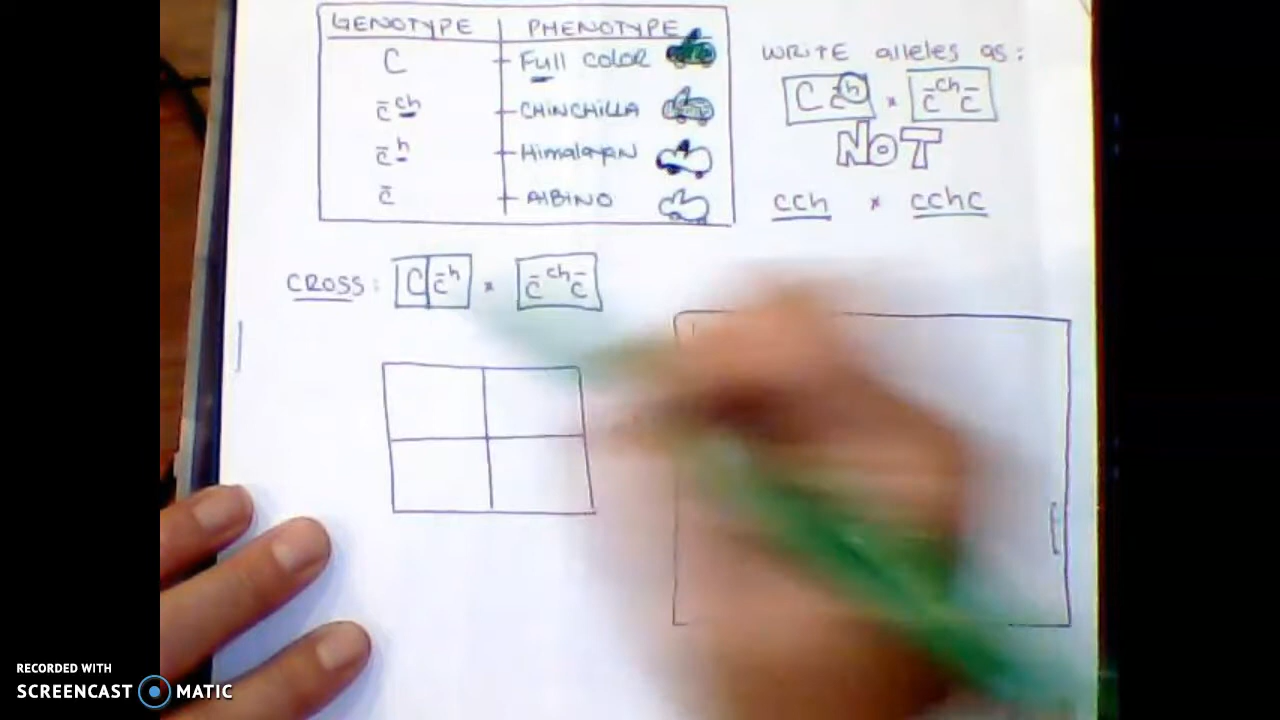 GENOTYPE PHENOTYPE
C Full color
c̄ᶜʰ CHINCHILLA
c̄ʰ Himalayan
c̄ ALBINO
WRITE alleles as:
C c̄ʰ × c̄ᶜʰ c̄
NOT
cch × cchc
CROSS: C c̄ʰ × c̄ᶜʰ c̄
RECORDED WITH
SCREENCAST MATIC